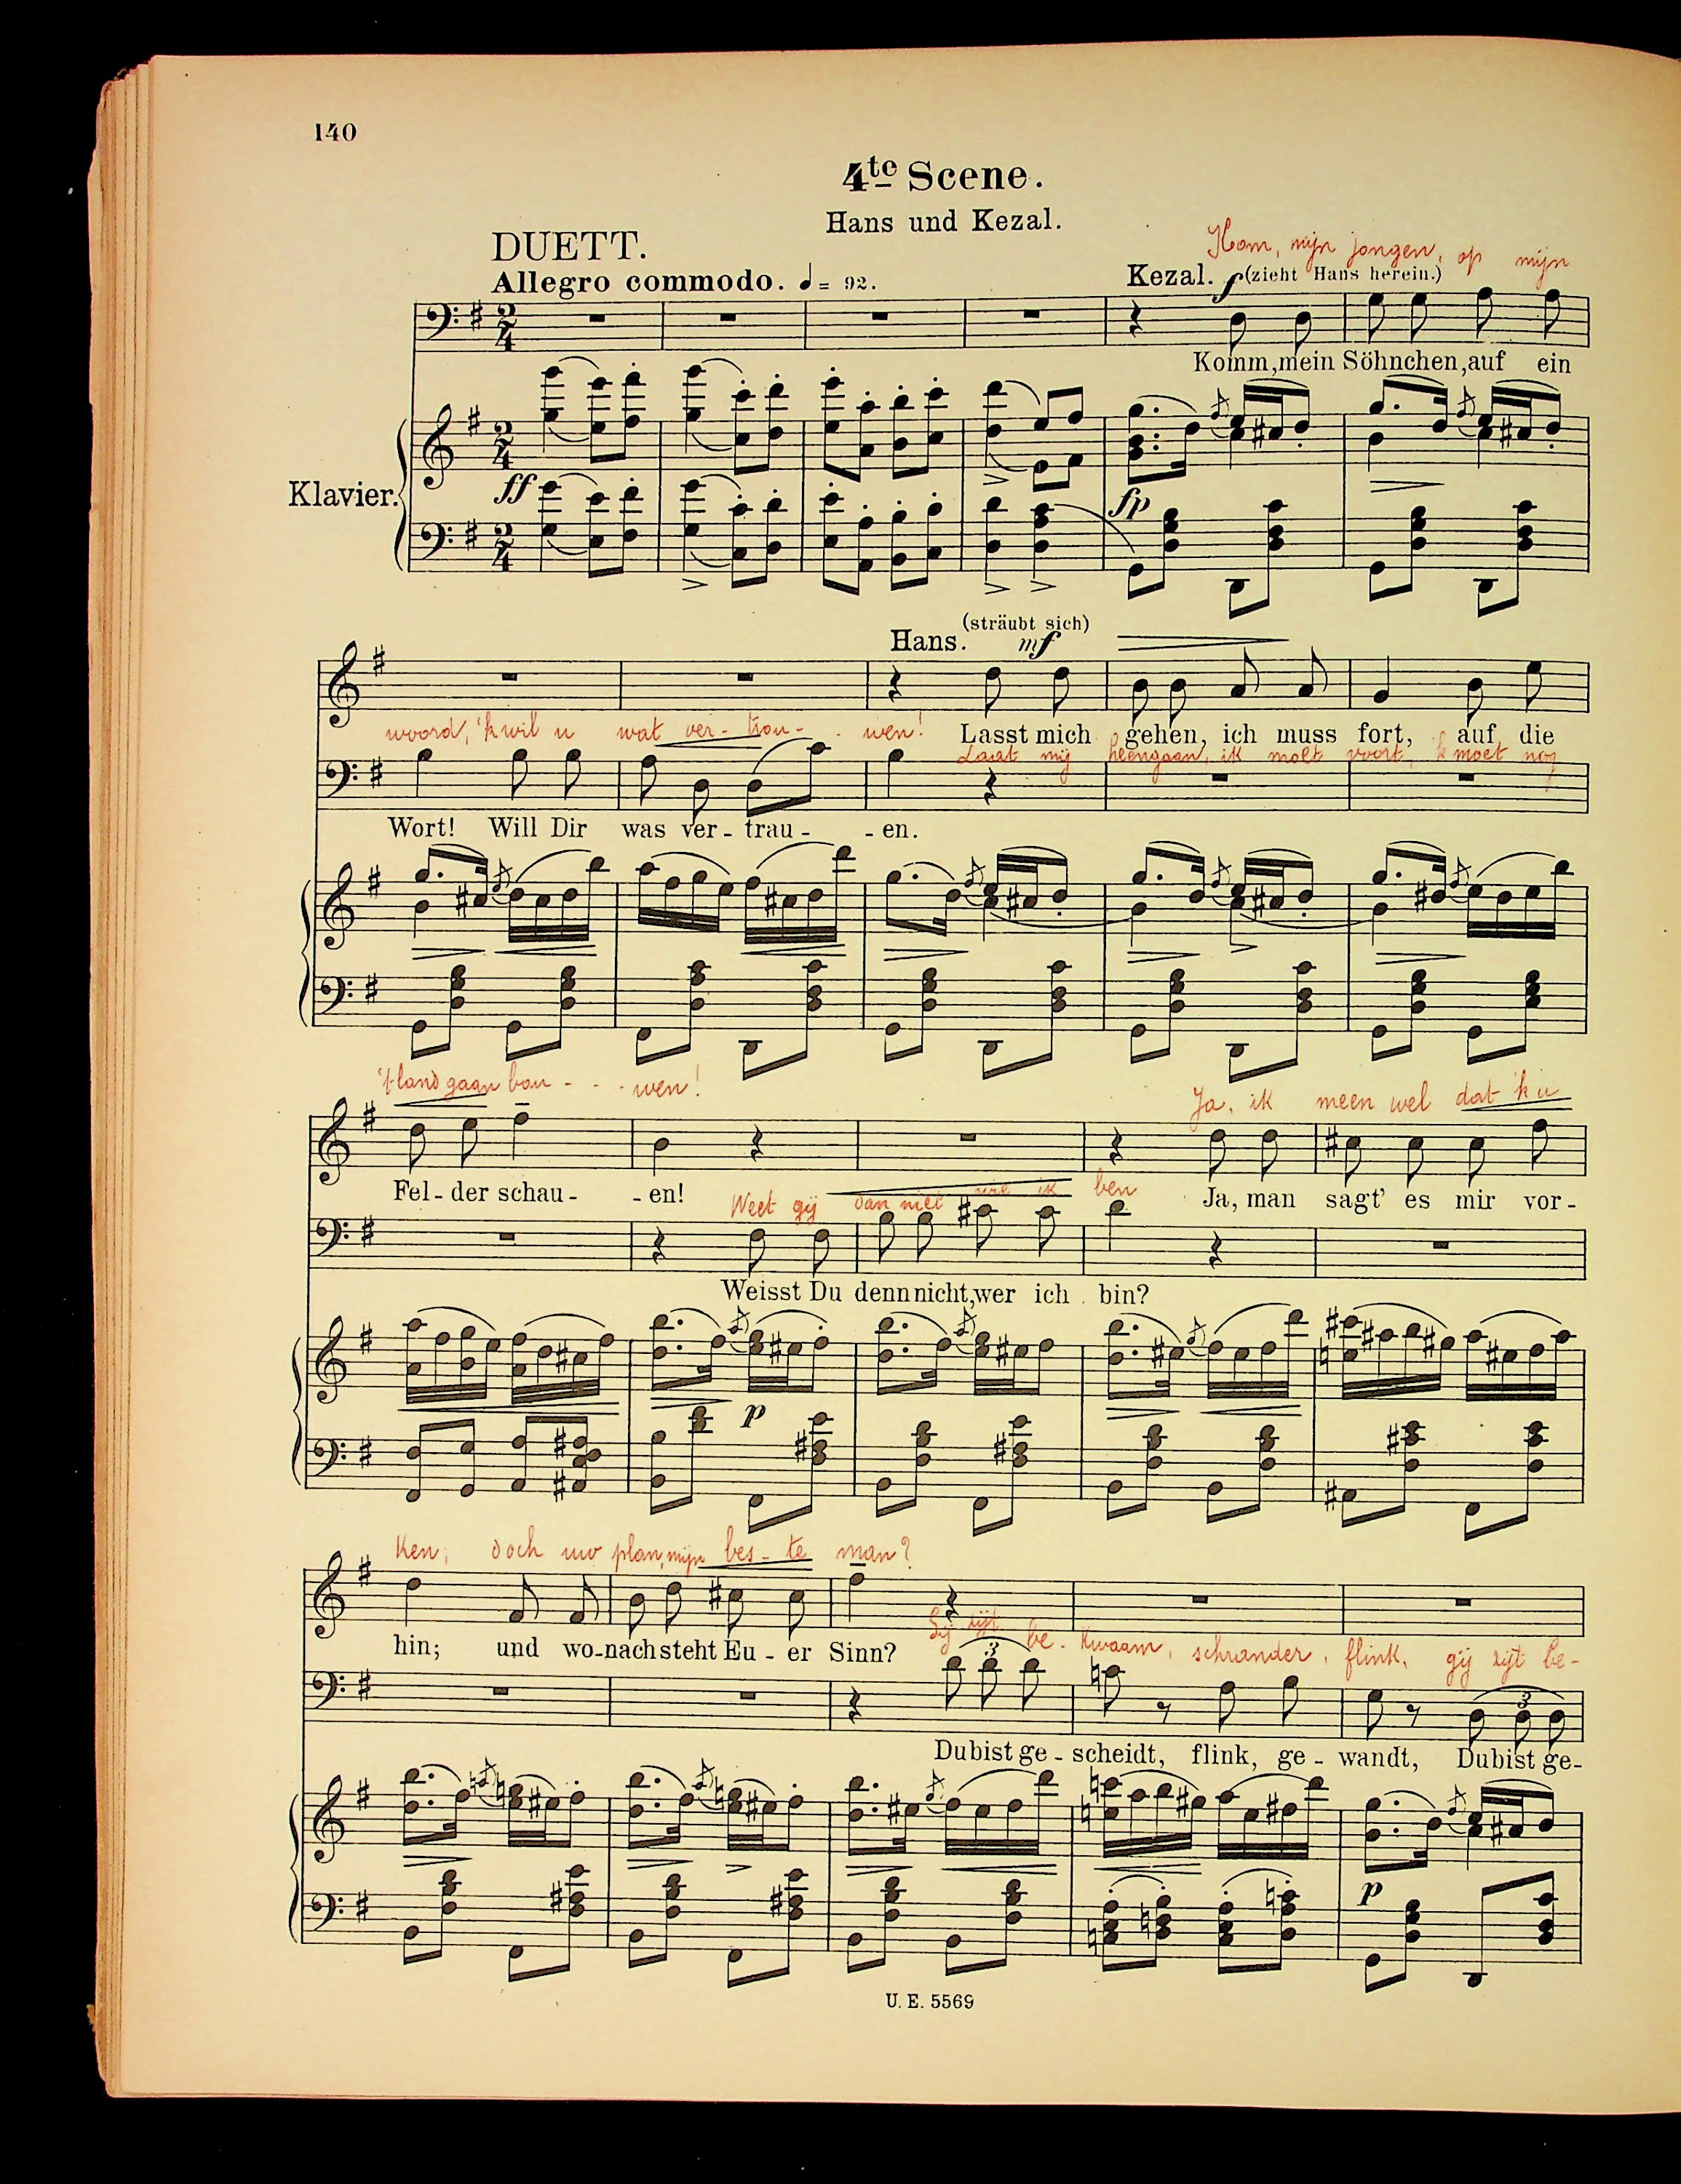 140
4te Scene.
Hans und Kezal.
DUETT.
Kom, mijn jongen, op mijn
Allegro commodo. ♩= 92.
Kezal. f (zieht Hans herein.)
Komm, mein Söhnchen, auf ein
Klavier.
ff
fp
(sträubt sich)
Hans. mf
woord, 'k wil u wat ver- trou- - wen!
Lasst mich gehen, ich muss fort, auf die
Laat mij heengaan, ik moet voort, 'k moet nog
Wort! Will Dir was ver- trau- - en.
't land gaan bou- - - wen!
Ja, ik meen wel dat 'k u
Fel- der schau- - en!
Ja, man sagt' es mir vor-
Weet gij dan niet wie ik ben
Weisst Du denn nicht, wer ich bin?
p
ken; doch uw plan, mijn bes- te man?
hin; und wo-nach steht Eu- er Sinn?
Gij zijt be- kwaam, schrander, flink, gij zijt be-
3
3
Du bist ge- scheidt, flink, ge- wandt, Du bist ge-
p
U. E. 5569